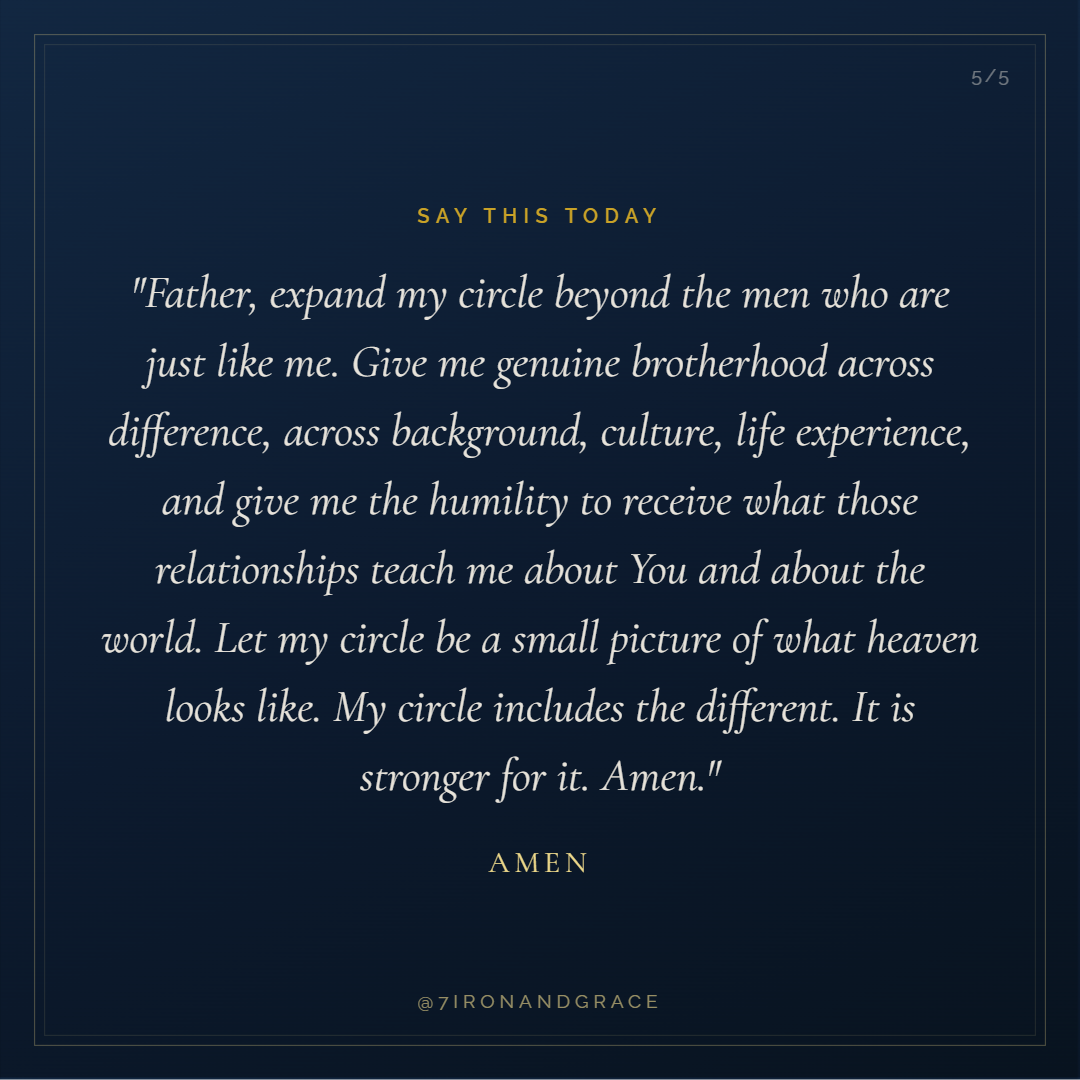 5/5
SAY THIS TODAY
"Father, expand my circle beyond the men who are
just like me. Give me genuine brotherhood across
difference, across background, culture, life experience,
and give me the humility to receive what those
relationships teach me about You and about the
world. Let my circle be a small picture of what heaven
looks like. My circle includes the different. It is
stronger for it. Amen."
AMEN
@7IRONANDGRACE